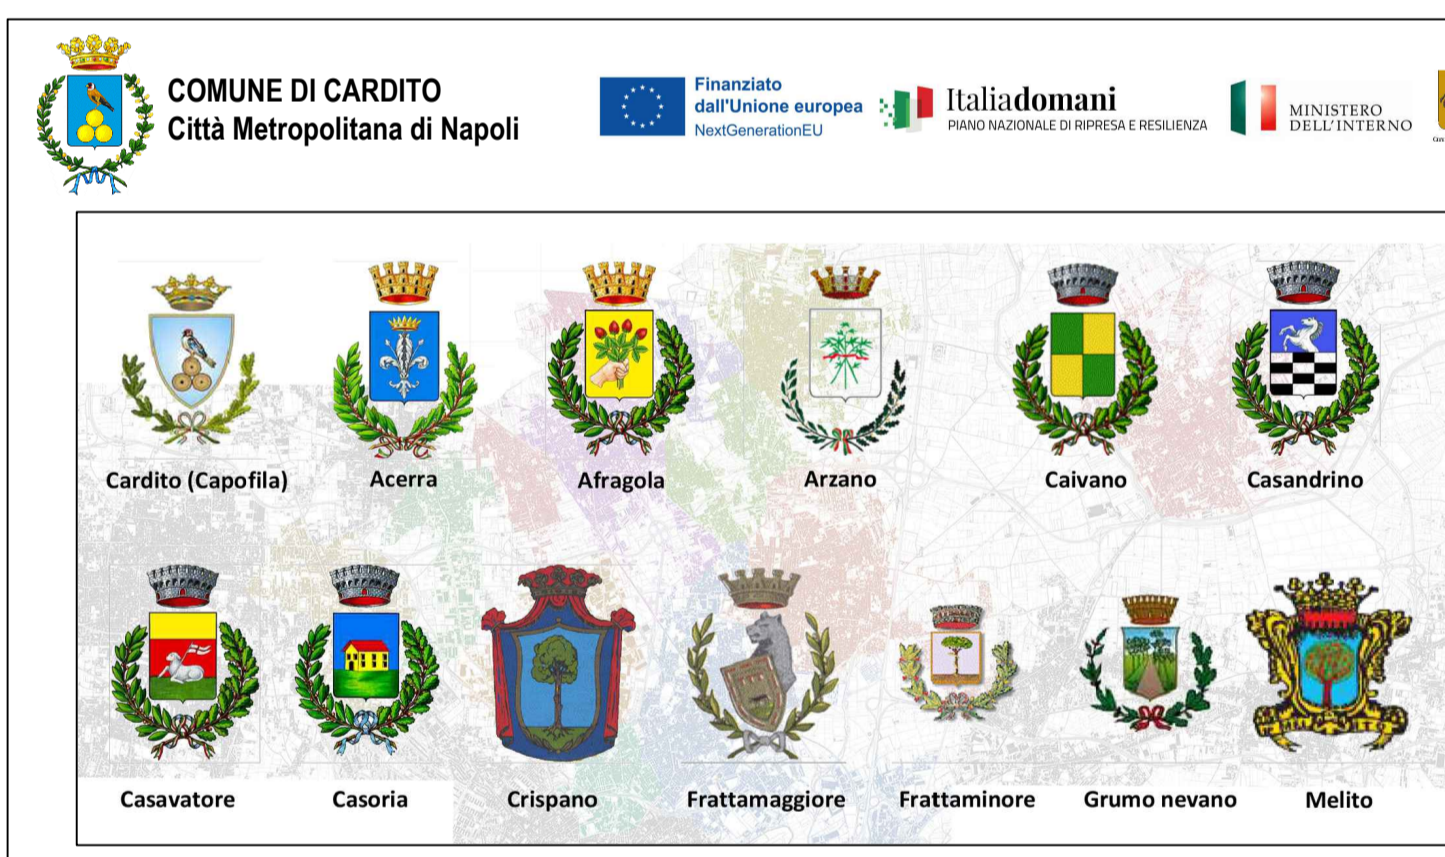 COMUNE DI CARDITO
Città Metropolitana di Napoli
Finanziato
dall'Unione europea
NextGenerationEU
Italiadomani
PIANO NAZIONALE DI RIPRESA E RESILIENZA
MINISTERO
DELL'INTERNO
Cardito (Capofila)
Acerra
Afragola
Arzano
Caivano
Casandrino
Casavatore
Casoria
Crispano
Frattamaggiore
Frattaminore
Grumo nevano
Melito